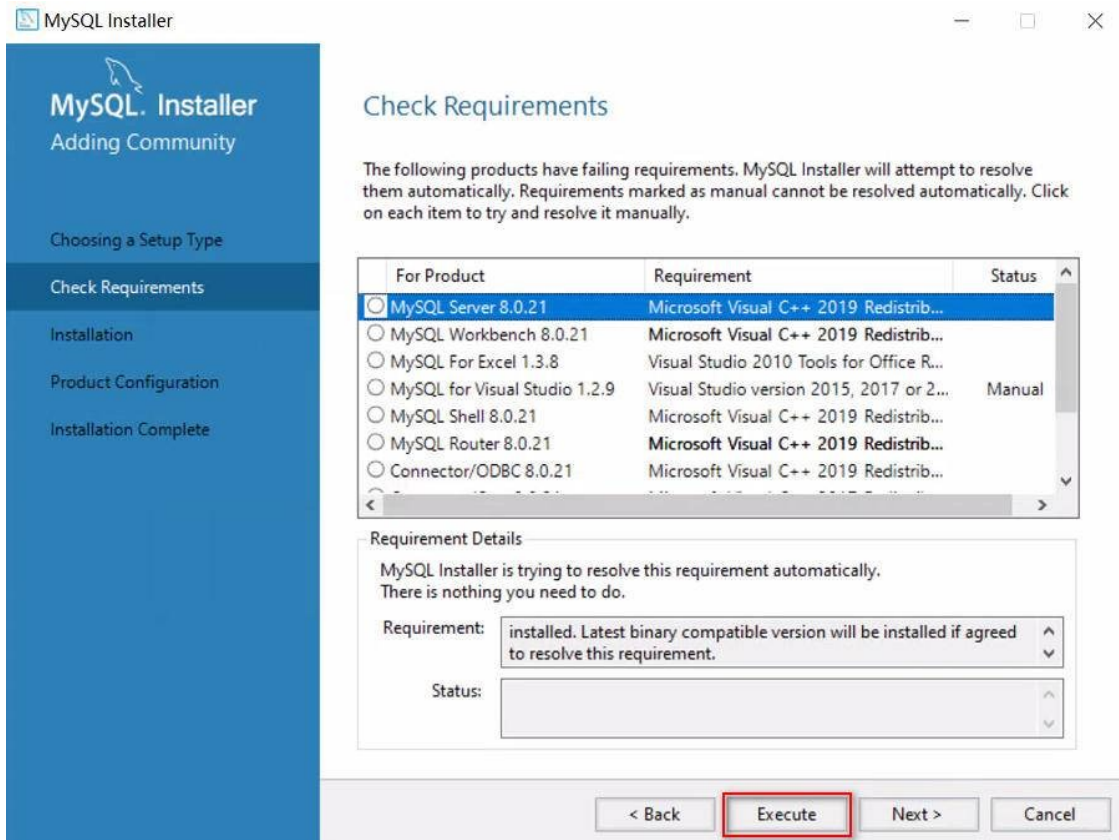 MySQL Installer
MySQL. Installer
Adding Community
Choosing a Setup Type
Check Requirements
Installation
Product Configuration
Installation Complete
Check Requirements
The following products have failing requirements. MySQL Installer will attempt to resolve
them automatically. Requirements marked as manual cannot be resolved automatically. Click
on each item to try and resolve it manually.
For Product Requirement Status
MySQL Server 8.0.21 Microsoft Visual C++ 2019 Redistrib...
MySQL Workbench 8.0.21 Microsoft Visual C++ 2019 Redistrib...
MySQL For Excel 1.3.8 Visual Studio 2010 Tools for Office R...
MySQL for Visual Studio 1.2.9 Visual Studio version 2015, 2017 or 2... Manual
MySQL Shell 8.0.21 Microsoft Visual C++ 2019 Redistrib...
MySQL Router 8.0.21 Microsoft Visual C++ 2019 Redistrib...
Connector/ODBC 8.0.21 Microsoft Visual C++ 2019 Redistrib...
Requirement Details
MySQL Installer is trying to resolve this requirement automatically.
There is nothing you need to do.
Requirement: installed. Latest binary compatible version will be installed if agreed
to resolve this requirement.
Status:
< Back Execute Next > Cancel